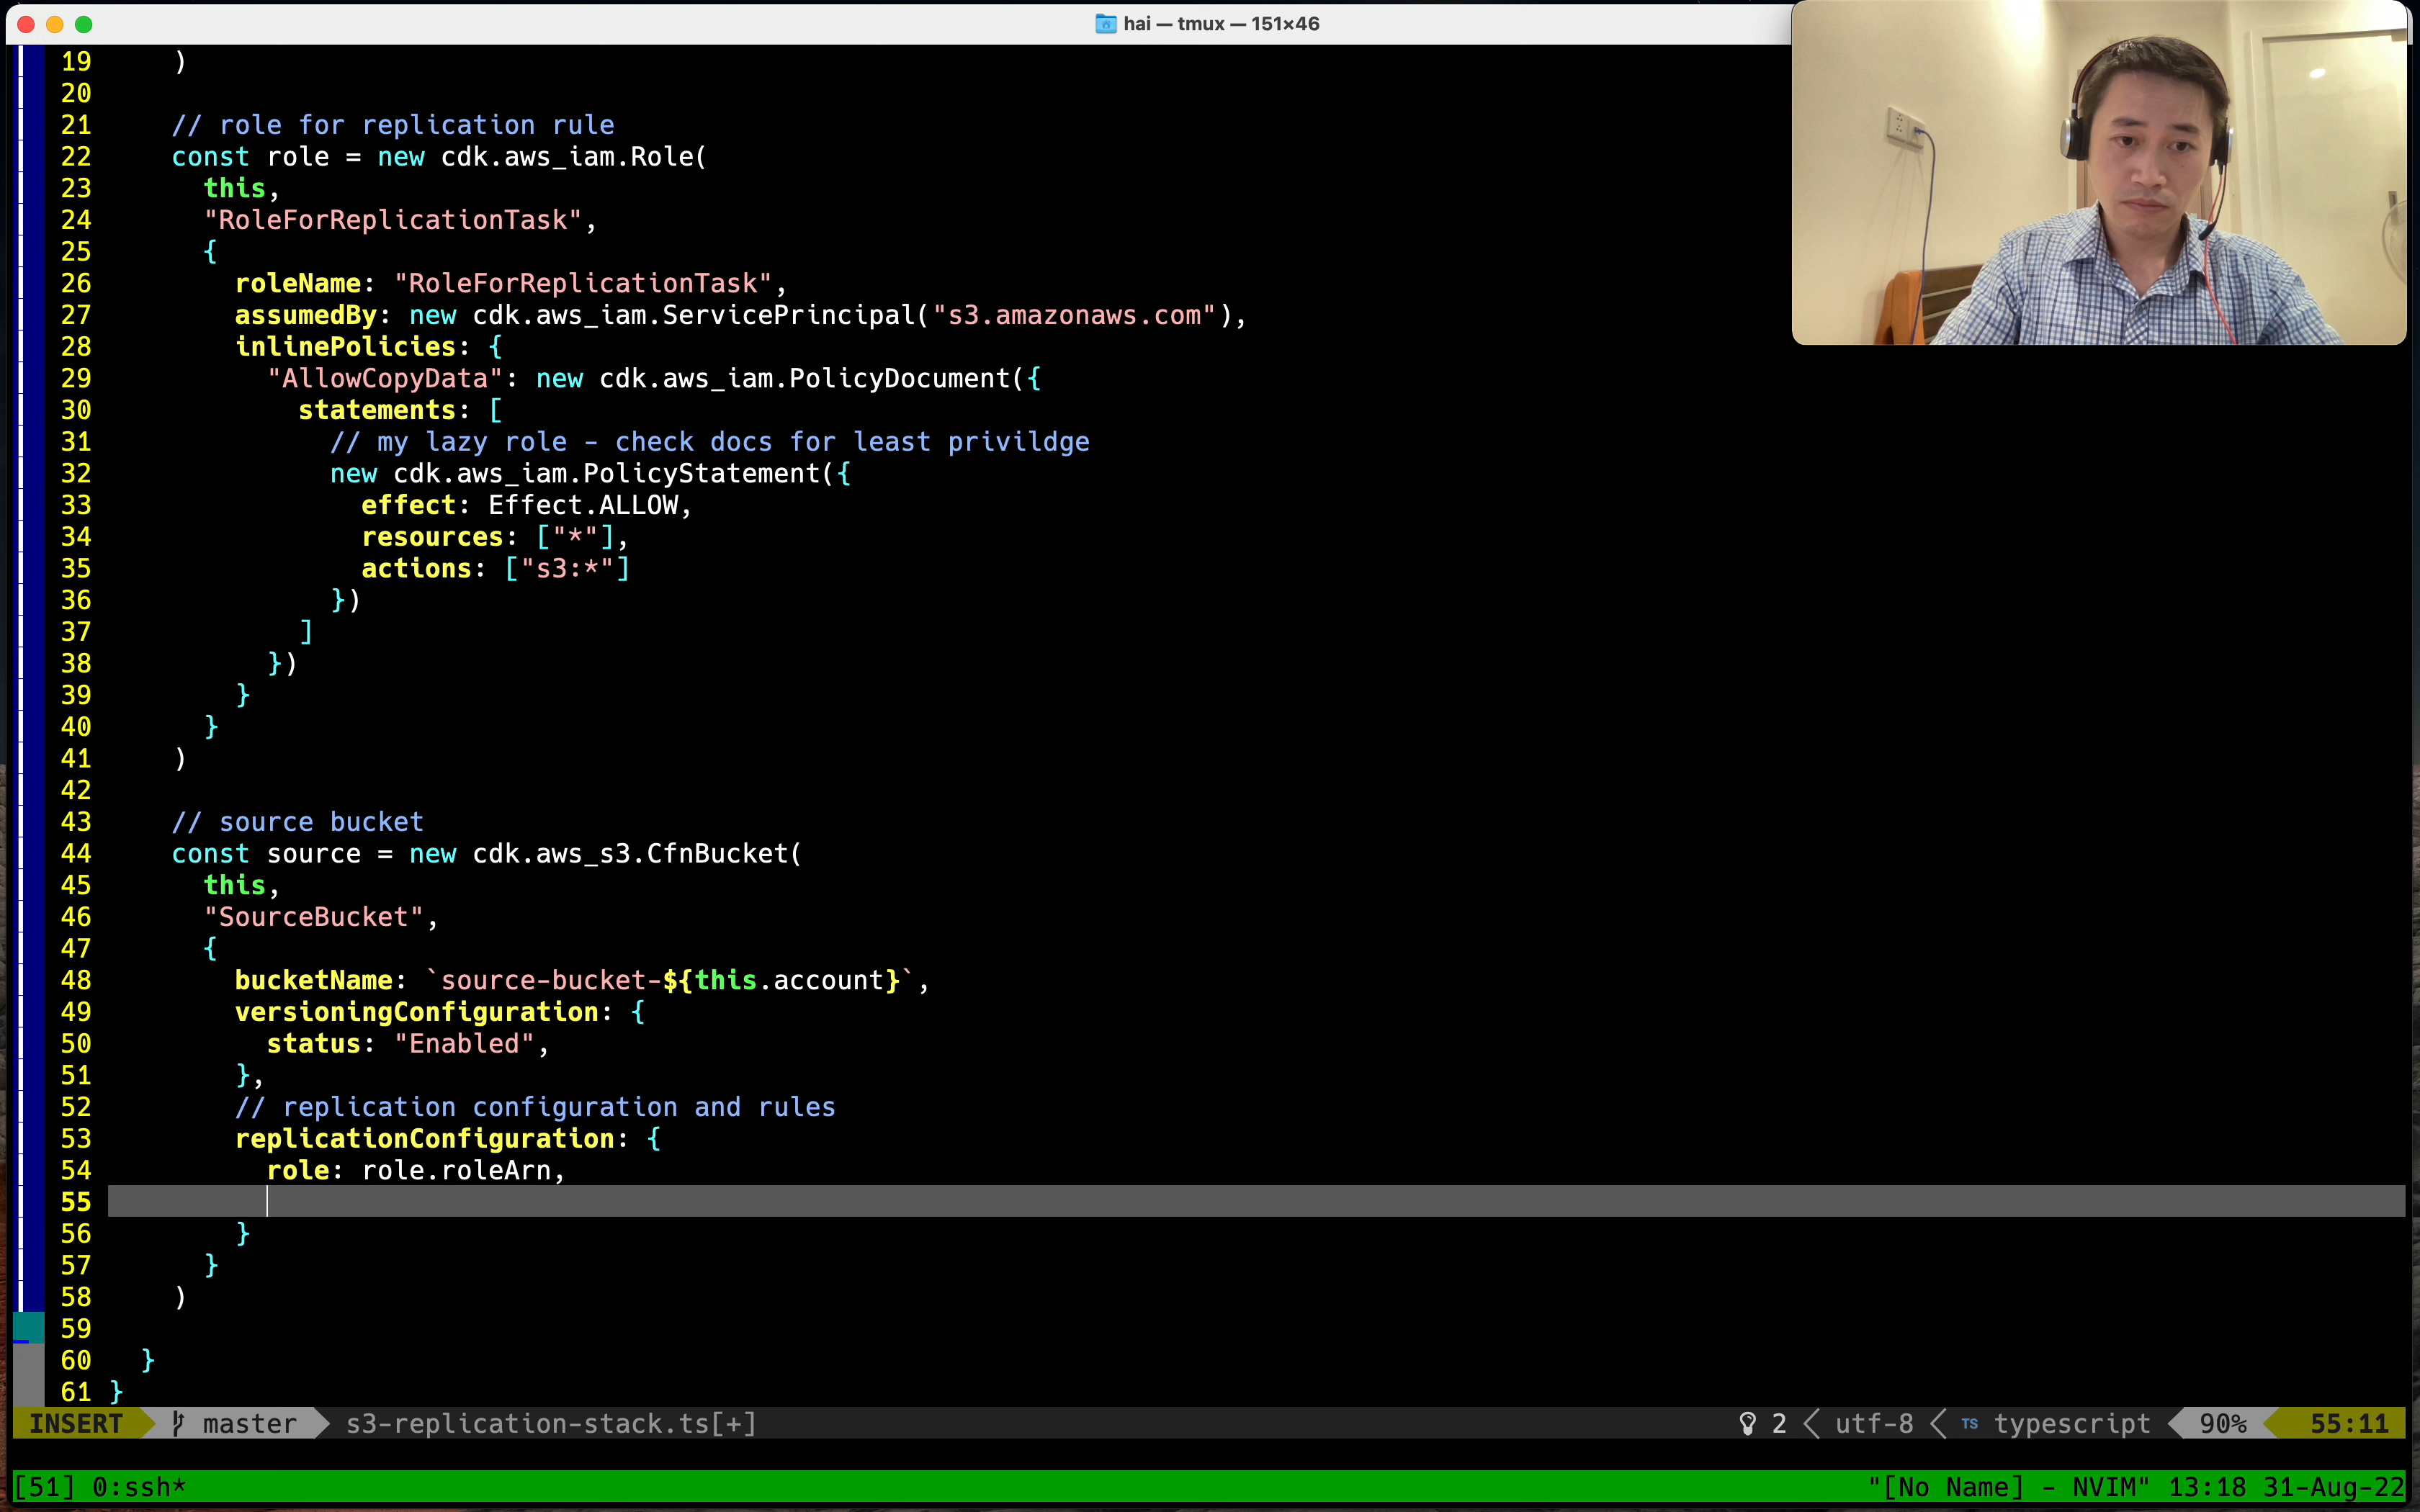 hai — tmux — 151×46
19 )
20
21 // role for replication rule
22 const role = new cdk.aws_iam.Role(
23 this,
24 "RoleForReplicationTask",
25 {
26 roleName: "RoleForReplicationTask",
27 assumedBy: new cdk.aws_iam.ServicePrincipal("s3.amazonaws.com"),
28 inlinePolicies: {
29 "AllowCopyData": new cdk.aws_iam.PolicyDocument({
30 statements: [
31 // my lazy role - check docs for least privildge
32 new cdk.aws_iam.PolicyStatement({
33 effect: Effect.ALLOW,
34 resources: ["*"],
35 actions: ["s3:*"]
36 })
37 ]
38 })
39 }
40 }
41 )
42
43 // source bucket
44 const source = new cdk.aws_s3.CfnBucket(
45 this,
46 "SourceBucket",
47 {
48 bucketName: `source-bucket-${this.account}`,
49 versioningConfiguration: {
50 status: "Enabled",
51 },
52 // replication configuration and rules
53 replicationConfiguration: {
54 role: role.roleArn,
55
56 }
57 }
58 )
59
60 }
61 }
INSERT master s3-replication-stack.ts[+] 2 utf-8 TS typescript 90% 55:11
[51] 0:ssh* "[No Name] - NVIM" 13:18 31-Aug-22